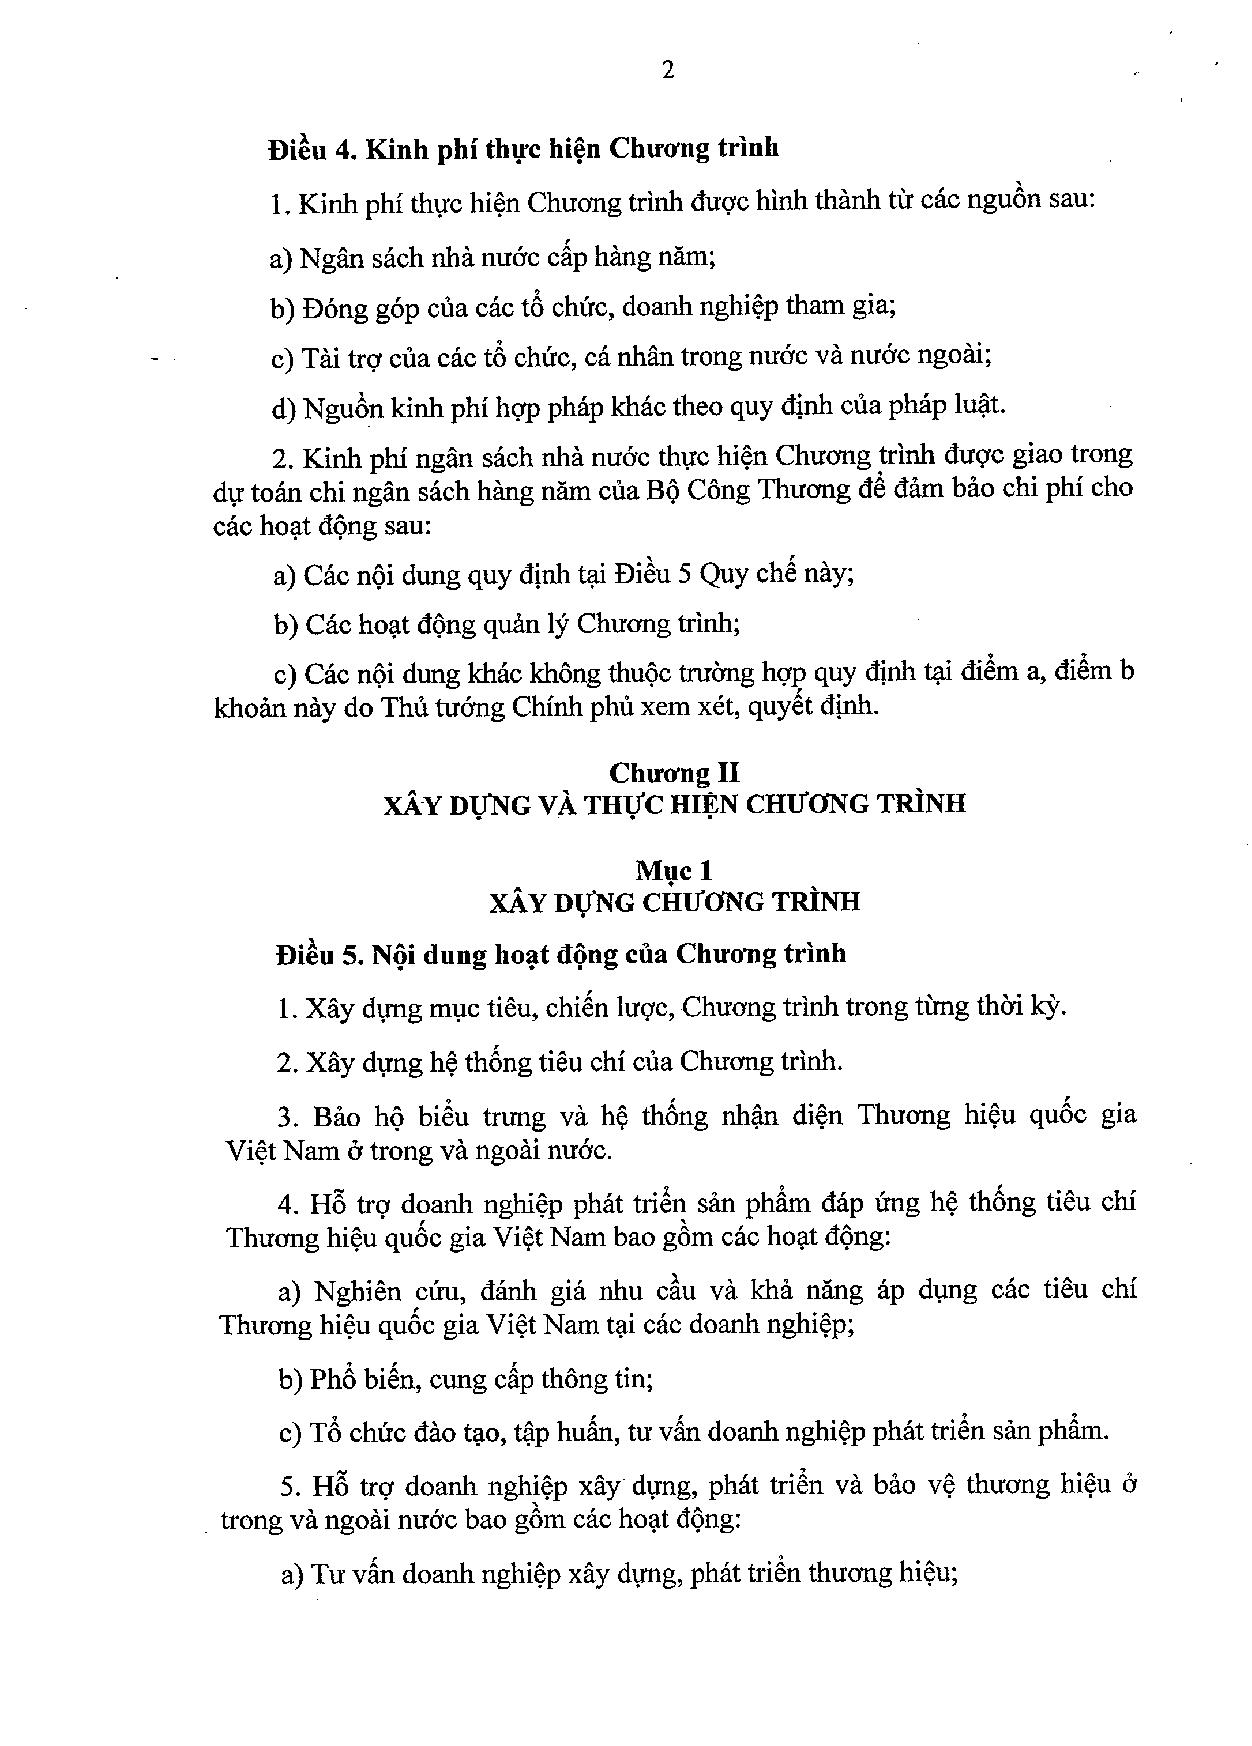 2
Điều 4. Kinh phí thực hiện Chương trình
1. Kinh phí thực hiện Chương trình được hình thành từ các nguồn sau:
a) Ngân sách nhà nước cấp hàng năm;
b) Đóng góp của các tổ chức, doanh nghiệp tham gia;
c) Tài trợ của các tổ chức, cá nhân trong nước và nước ngoài;
d) Nguồn kinh phí hợp pháp khác theo quy định của pháp luật.
2. Kinh phí ngân sách nhà nước thực hiện Chương trình được giao trong
dự toán chi ngân sách hàng năm của Bộ Công Thương để đảm bảo chi phí cho
các hoạt động sau:
a) Các nội dung quy định tại Điều 5 Quy chế này;
b) Các hoạt động quản lý Chương trình;
c) Các nội dung khác không thuộc trường hợp quy định tại điểm a, điểm b
khoản này do Thủ tướng Chính phủ xem xét, quyết định.
Chương II
XÂY DỰNG VÀ THỰC HIỆN CHƯƠNG TRÌNH
Mục 1
XÂY DỰNG CHƯƠNG TRÌNH
Điều 5. Nội dung hoạt động của Chương trình
1. Xây dựng mục tiêu, chiến lược, Chương trình trong từng thời kỳ.
2. Xây dựng hệ thống tiêu chí của Chương trình.
3. Bảo hộ biểu trưng và hệ thống nhận diện Thương hiệu quốc gia
Việt Nam ở trong và ngoài nước.
4. Hỗ trợ doanh nghiệp phát triển sản phẩm đáp ứng hệ thống tiêu chí
Thương hiệu quốc gia Việt Nam bao gồm các hoạt động:
a) Nghiên cứu, đánh giá nhu cầu và khả năng áp dụng các tiêu chí
Thương hiệu quốc gia Việt Nam tại các doanh nghiệp;
b) Phổ biến, cung cấp thông tin;
c) Tổ chức đào tạo, tập huấn, tư vấn doanh nghiệp phát triển sản phẩm.
5. Hỗ trợ doanh nghiệp xây dựng, phát triển và bảo vệ thương hiệu ở
trong và ngoài nước bao gồm các hoạt động:
a) Tư vấn doanh nghiệp xây dựng, phát triển thương hiệu;